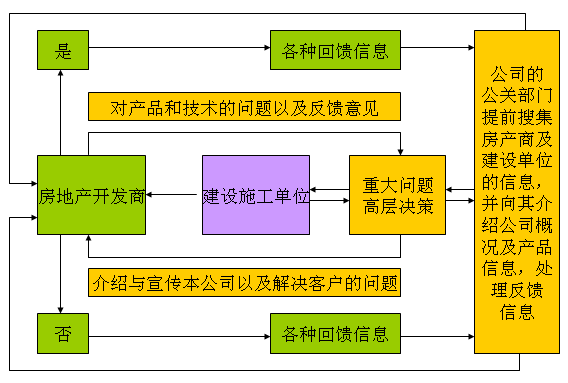 是
各种回馈信息
对产品和技术的问题以及反馈意见
房地产开发商
建设施工单位
重大问题
高层决策
公司的
公关部门
提前搜集
房产商及
建设单位
的信息，
并向其介
绍公司概
况及产品
信息，处
理反馈
信息
介绍与宣传本公司以及解决客户的问题
否
各种回馈信息